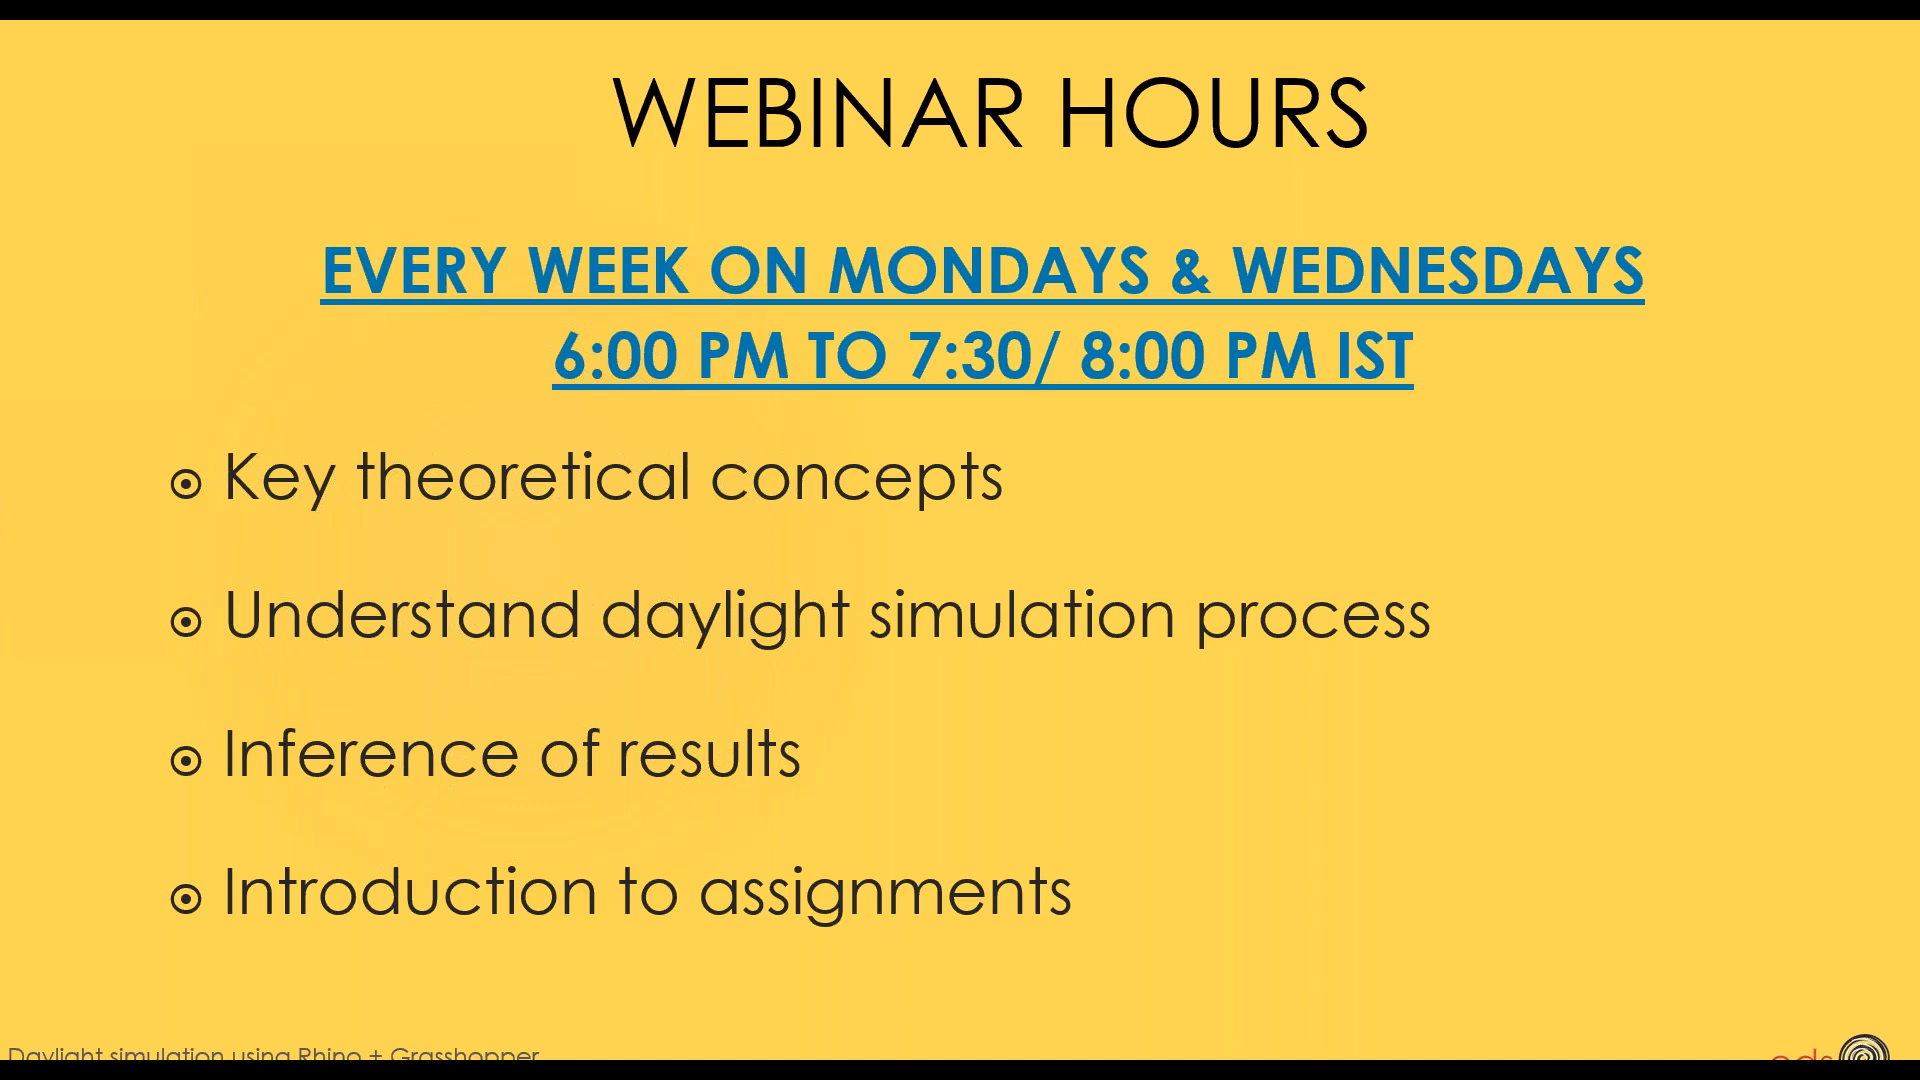 WEBINAR HOURS
EVERY WEEK ON MONDAYS & WEDNESDAYS
6:00 PM TO 7:30/ 8:00 PM IST
Key theoretical concepts
Understand daylight simulation process
Inference of results
Introduction to assignments
Daylight simulation using Rhino + Grasshopper
eds